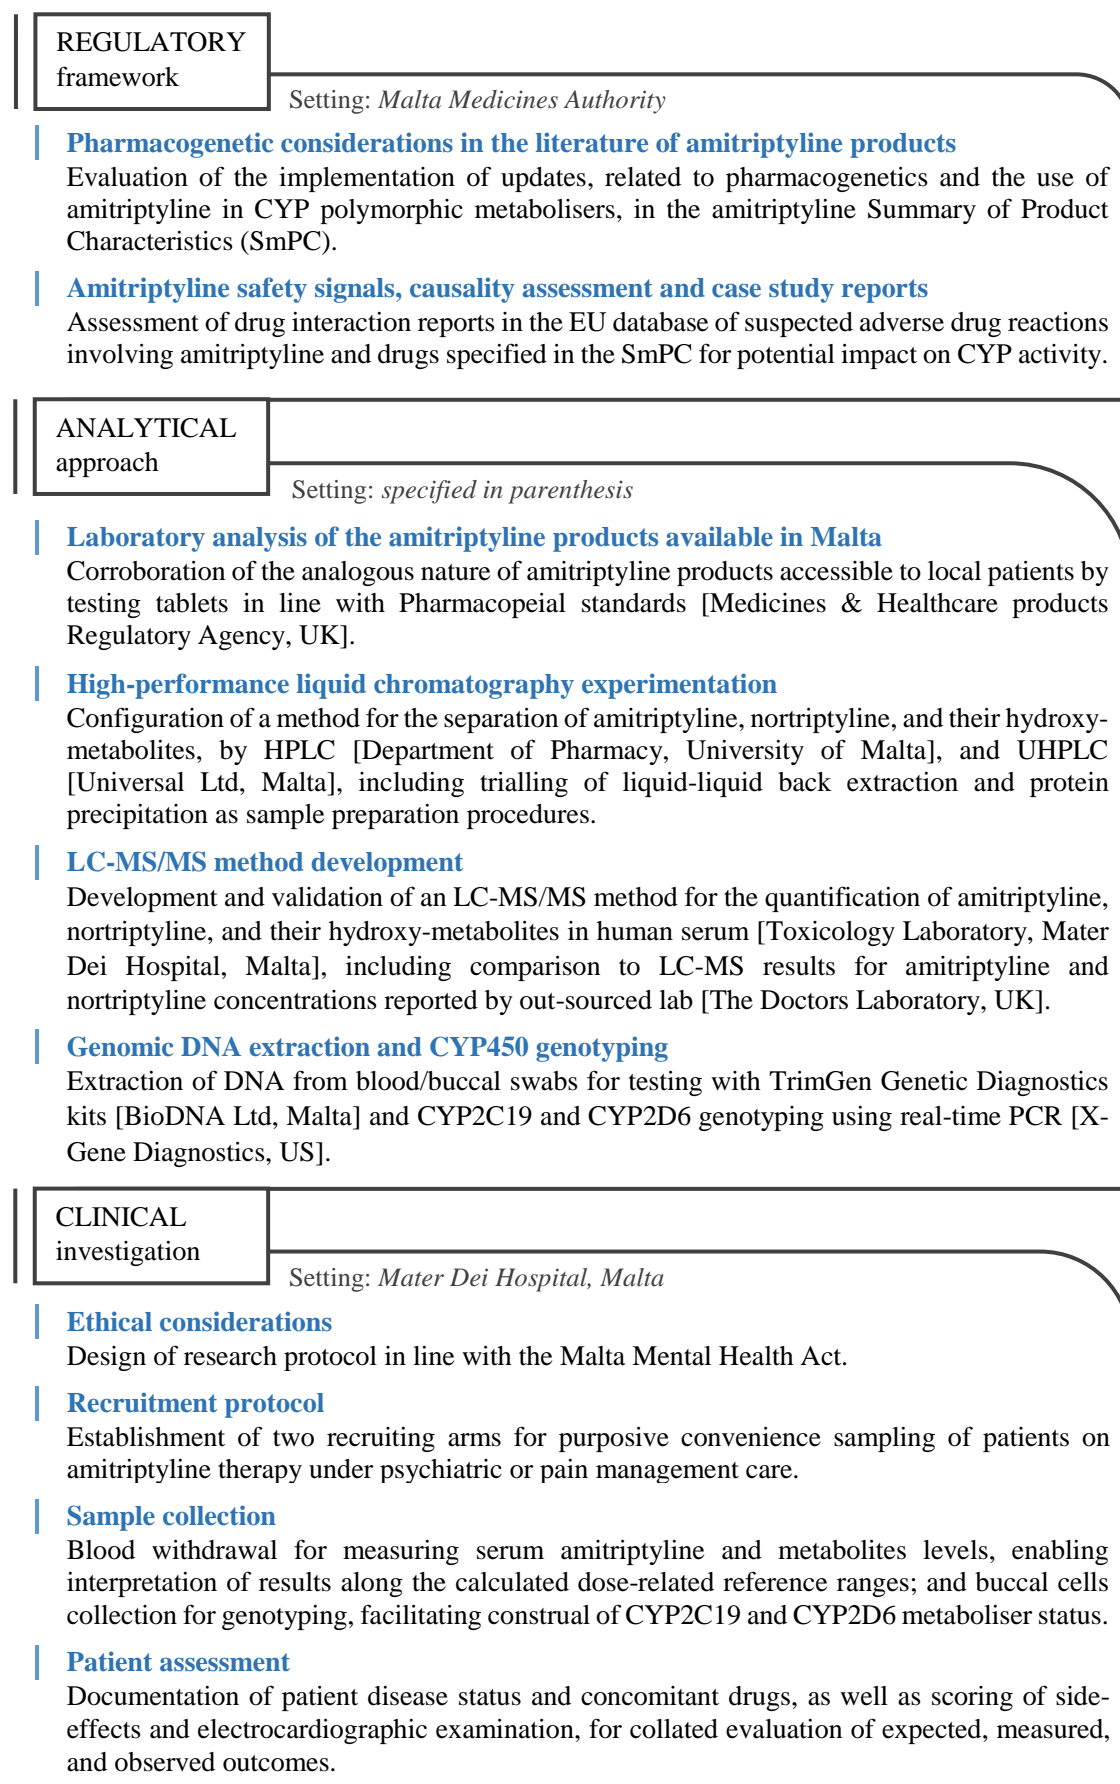 REGULATORY
framework
Setting: Malta Medicines Authority
Pharmacogenetic considerations in the literature of amitriptyline products
Evaluation of the implementation of updates, related to pharmacogenetics and the use of
amitriptyline in CYP polymorphic metabolisers, in the amitriptyline Summary of Product
Characteristics (SmPC).
Amitriptyline safety signals, causality assessment and case study reports
Assessment of drug interaction reports in the EU database of suspected adverse drug reactions
involving amitriptyline and drugs specified in the SmPC for potential impact on CYP activity.
ANALYTICAL
approach
Setting: specified in parenthesis
Laboratory analysis of the amitriptyline products available in Malta
Corroboration of the analogous nature of amitriptyline products accessible to local patients by
testing tablets in line with Pharmacopeial standards [Medicines & Healthcare products
Regulatory Agency, UK].
High-performance liquid chromatography experimentation
Configuration of a method for the separation of amitriptyline, nortriptyline, and their hydroxy-
metabolites, by HPLC [Department of Pharmacy, University of Malta], and UHPLC
[Universal Ltd, Malta], including trialling of liquid-liquid back extraction and protein
precipitation as sample preparation procedures.
LC-MS/MS method development
Development and validation of an LC-MS/MS method for the quantification of amitriptyline,
nortriptyline, and their hydroxy-metabolites in human serum [Toxicology Laboratory, Mater
Dei Hospital, Malta], including comparison to LC-MS results for amitriptyline and
nortriptyline concentrations reported by out-sourced lab [The Doctors Laboratory, UK].
Genomic DNA extraction and CYP450 genotyping
Extraction of DNA from blood/buccal swabs for testing with TrimGen Genetic Diagnostics
kits [BioDNA Ltd, Malta] and CYP2C19 and CYP2D6 genotyping using real-time PCR [X-
Gene Diagnostics, US].
CLINICAL
investigation
Setting: Mater Dei Hospital, Malta
Ethical considerations
Design of research protocol in line with the Malta Mental Health Act.
Recruitment protocol
Establishment of two recruiting arms for purposive convenience sampling of patients on
amitriptyline therapy under psychiatric or pain management care.
Sample collection
Blood withdrawal for measuring serum amitriptyline and metabolites levels, enabling
interpretation of results along the calculated dose-related reference ranges; and buccal cells
collection for genotyping, facilitating construal of CYP2C19 and CYP2D6 metaboliser status.
Patient assessment
Documentation of patient disease status and concomitant drugs, as well as scoring of side-
effects and electrocardiographic examination, for collated evaluation of expected, measured,
and observed outcomes.